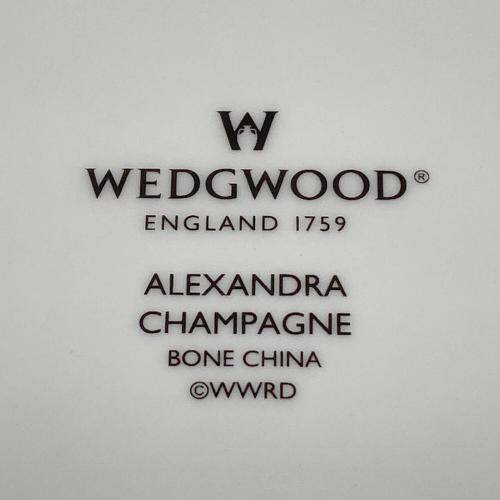 W
WEDGWOOD®
ENGLAND 1759
ALEXANDRA
CHAMPAGNE
BONE CHINA
©WWRD